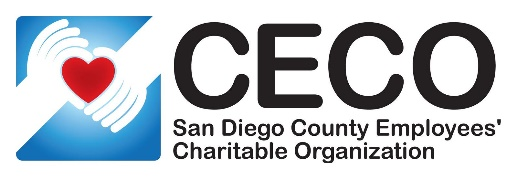 CECO
San Diego County Employees'
Charitable Organization